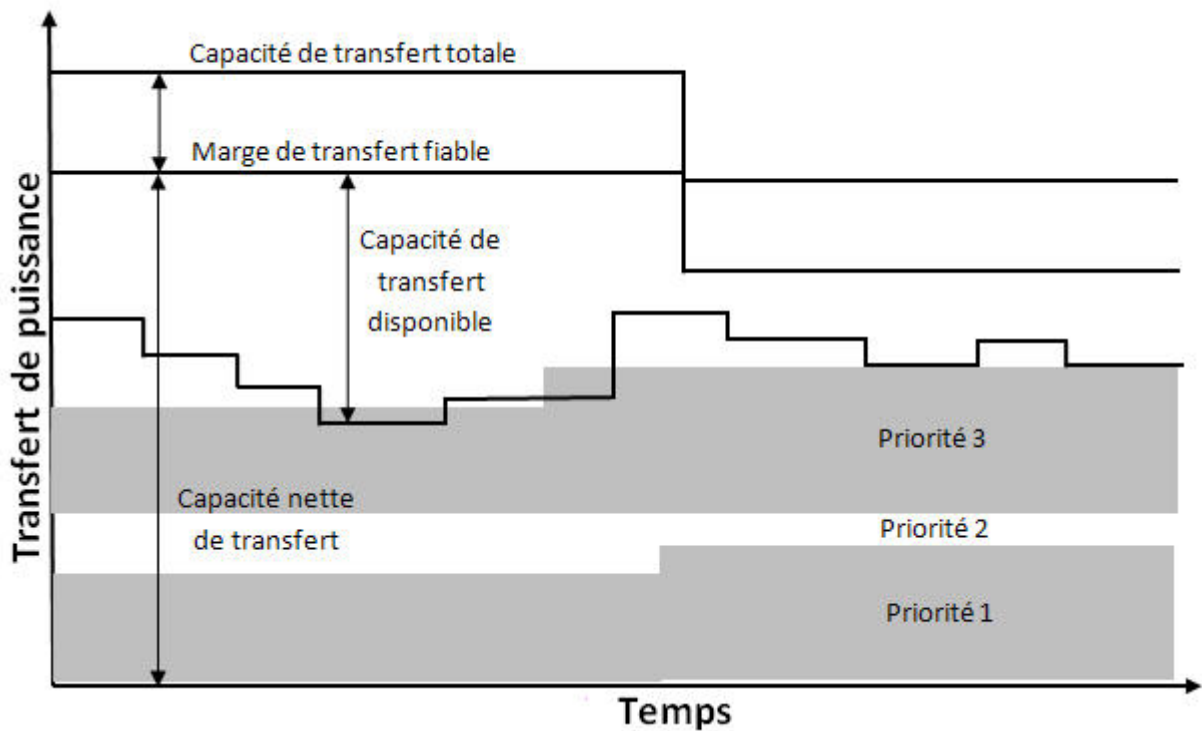 Capacité de transfert totale
Marge de transfert fiable
Capacité de
transfert
disponible
Transfert de puissance
Priorité 3
Capacité nette
de transfert
Priorité 2
Priorité 1
Temps